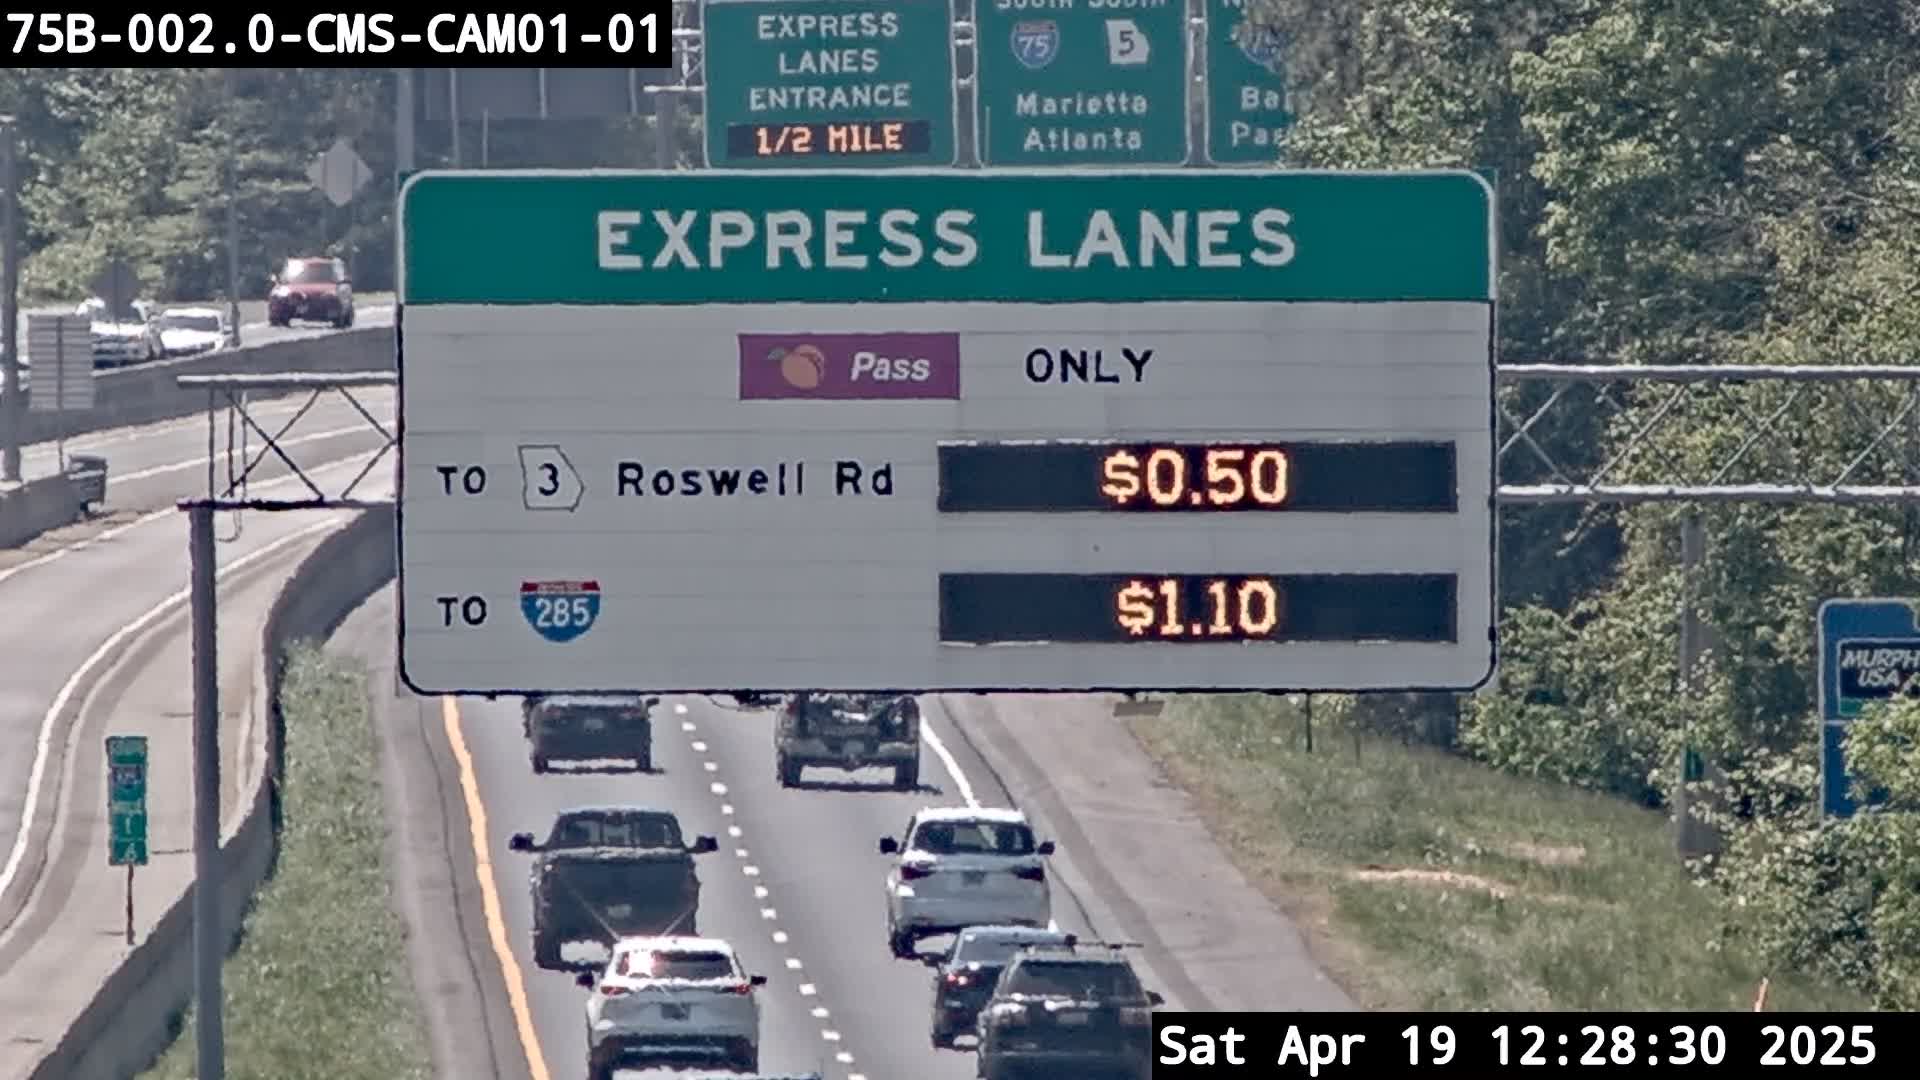 75B-002.0-CMS-CAM01-01
EXPRESS
LANES
ENTRANCE
1/2 MILE
SOUTH SOUTH
75 5
Marietta
Atlanta
EXPRESS LANES
Pass ONLY
TO 3 Roswell Rd $0.50
TO 285 $1.10
USA
Sat Apr 19 12:28:30 2025